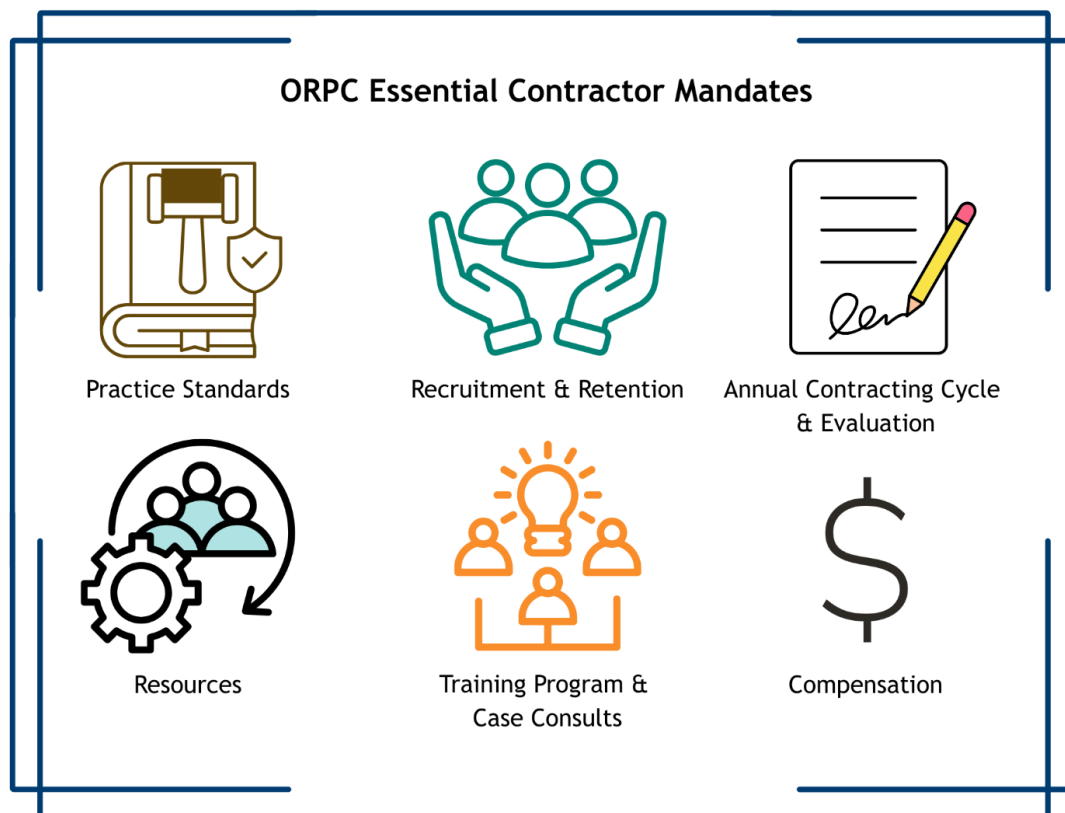 ORPC Essential Contractor Mandates
Practice Standards
Recruitment & Retention
Annual Contracting Cycle
& Evaluation
Resources
Training Program &
Case Consults
$
Compensation